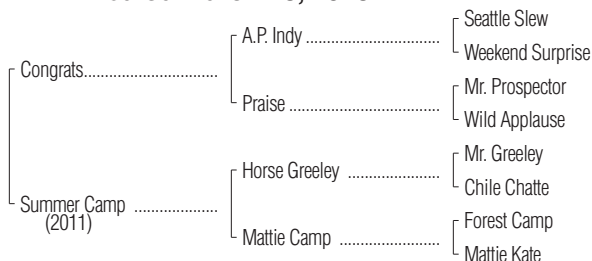 Seattle Slew
A.P. Indy
Weekend Surprise
Congrats
Mr. Prospector
Praise
Wild Applause
Mr. Greeley
Horse Greeley
Chile Chatte
Summer Camp
(2011)
Forest Camp
Mattie Camp
Mattie Kate